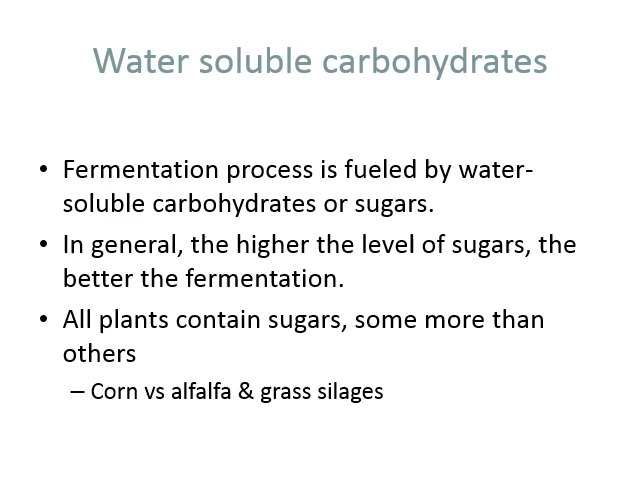 Water soluble carbohydrates
• Fermentation process is fueled by water-
soluble carbohydrates or sugars.
• In general, the higher the level of sugars, the
better the fermentation.
• All plants contain sugars, some more than
others
– Corn vs alfalfa & grass silages